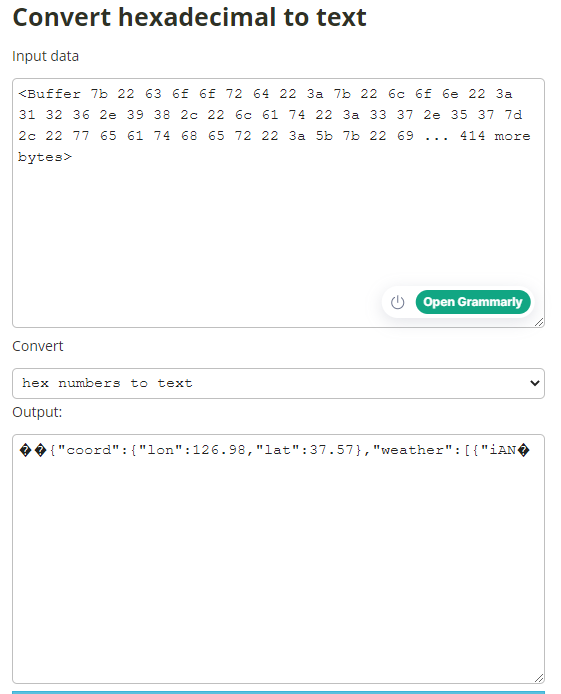 Convert hexadecimal to text
Input data
<Buffer 7b 22 63 6f 6f 72 64 22 3a 7b 22 6c 6f 6e 22 3a
31 32 36 2e 39 38 2c 22 6c 61 74 22 3a 33 37 2e 35 37 7d
2c 22 77 65 61 74 68 65 72 22 3a 5b 7b 22 69 ... 414 more
bytes>
Open Grammarly
Convert
hex numbers to text
Output:
��{"coord":{"lon":126.98,"lat":37.57},"weather":[{"iAN�